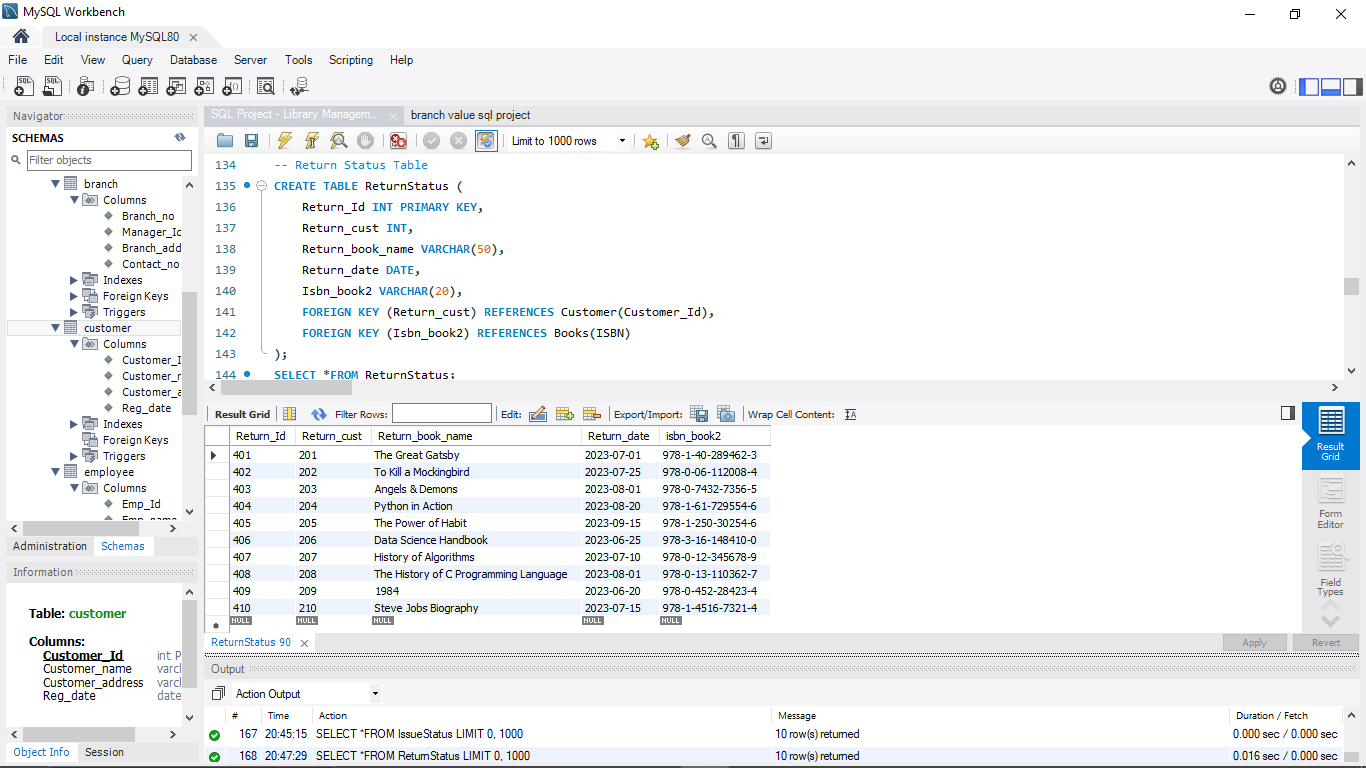 MySQL Workbench
Local instance MySQL80
File Edit View Query Database Server Tools Scripting Help
Navigator
SCHEMAS
Filter objects
branch
Columns
Branch_no
Manager_Id
Branch_add
Contact_no
Indexes
Foreign Keys
Triggers
customer
Columns
Customer_I
Customer_r
Customer_a
Reg_date
Indexes
Foreign Keys
Triggers
employee
Columns
Emp_Id
Emp_name
Administration Schemas
Information
Table: customer
Columns:
Customer_Id int P
Customer_name varcl
Customer_address varcl
Reg_date date
Object Info Session
SQL Project - Library Managem... branch value sql project
Limit to 1000 rows
134 -- Return Status Table
135 CREATE TABLE ReturnStatus (
136 Return_Id INT PRIMARY KEY,
137 Return_cust INT,
138 Return_book_name VARCHAR(50),
139 Return_date DATE,
140 Isbn_book2 VARCHAR(20),
141 FOREIGN KEY (Return_cust) REFERENCES Customer(Customer_Id),
142 FOREIGN KEY (Isbn_book2) REFERENCES Books(ISBN)
143 );
144 SELECT *FROM ReturnStatus;
Result Grid Filter Rows: Edit: Export/Import: Wrap Cell Content:
Return_Id Return_cust Return_book_name Return_date isbn_book2
401 201 The Great Gatsby 2023-07-01 978-1-40-289462-3
402 202 To Kill a Mockingbird 2023-07-25 978-0-06-112008-4
403 203 Angels & Demons 2023-08-01 978-0-7432-7356-5
404 204 Python in Action 2023-08-20 978-1-61-729554-6
405 205 The Power of Habit 2023-09-15 978-1-250-30254-6
406 206 Data Science Handbook 2023-06-25 978-3-16-148410-0
407 207 History of Algorithms 2023-07-10 978-0-12-345678-9
408 208 The History of C Programming Language 2023-08-01 978-0-13-110362-7
409 209 1984 2023-06-20 978-0-452-28423-4
410 210 Steve Jobs Biography 2023-07-15 978-1-4516-7321-4
NULL NULL NULL NULL NULL
Result
Grid
Form
Editor
Field
Types
ReturnStatus 90 Apply Revert
Output
Action Output
# Time Action Message Duration / Fetch
167 20:45:15 SELECT *FROM IssueStatus LIMIT 0, 1000 10 row(s) returned 0.000 sec / 0.000 sec
168 20:47:29 SELECT *FROM ReturnStatus LIMIT 0, 1000 10 row(s) returned 0.016 sec / 0.000 sec